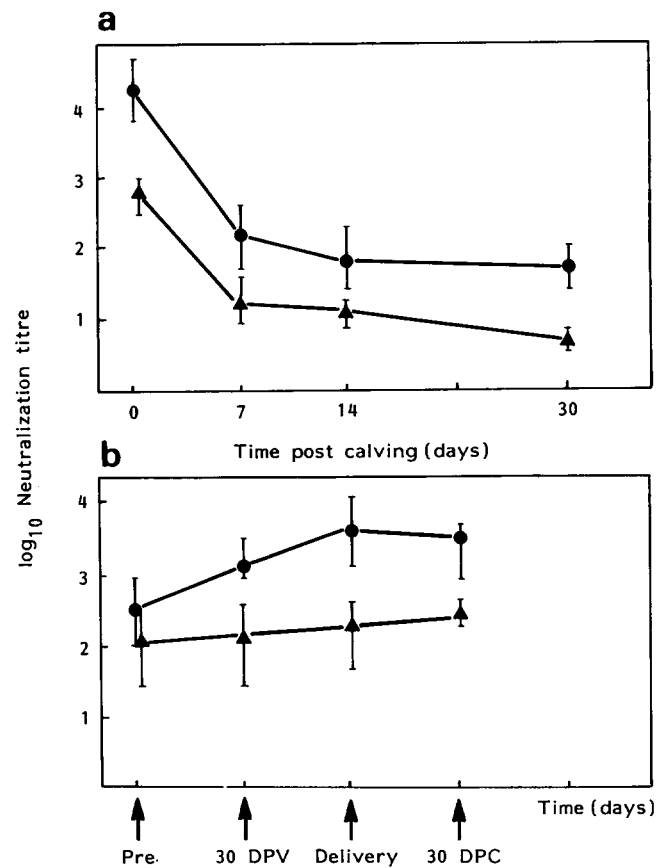 a
4
3
2
1
0 7 14 30
Time post calving (days)
log10 Neutralization titre
b
4
3
2
1
Time (days)
Pre. 30 DPV Delivery 30 DPC